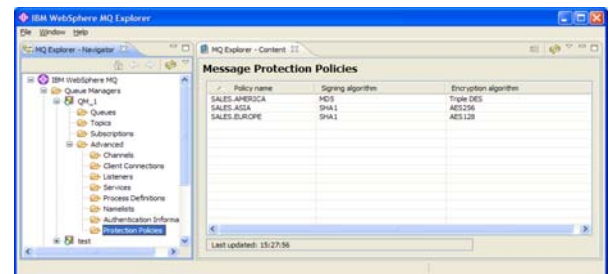 IBM WebSphere MQ Explorer
File Window Help
MQ Explorer - Navigator
IBM WebSphere MQ
Queue Managers
QM_1
Queues
Topics
Subscriptions
Advanced
Channels
Client Connections
Listeners
Services
Process Definitions
Namelists
Authentication Informa
Protection Policies
test
MQ Explorer - Content
Message Protection Policies
Policy name Signing algorithm Encryption algorithm
SALES.AMERICA MD5 Triple DES
SALES.ASIA SHA1 AES256
SALES.EUROPE SHA1 AES128
Last updated: 15:27:56